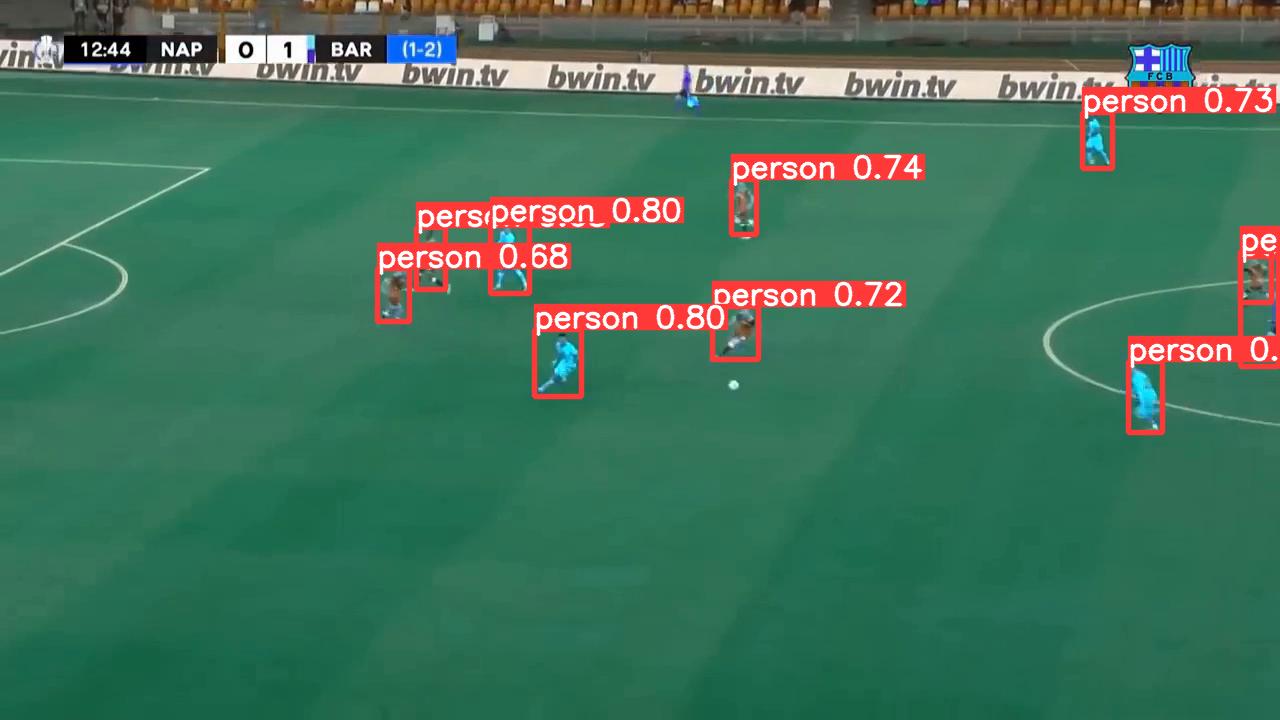 12:44 NAP 0 1 BAR (1-2)
bwin.tv bwin.tv bwin.tv bwin.tv bwin.tv bwin.tv
FCB
person 0.73
person 0.74
person 0.80
person 0.68
person 0.72
person 0.80
person 0.